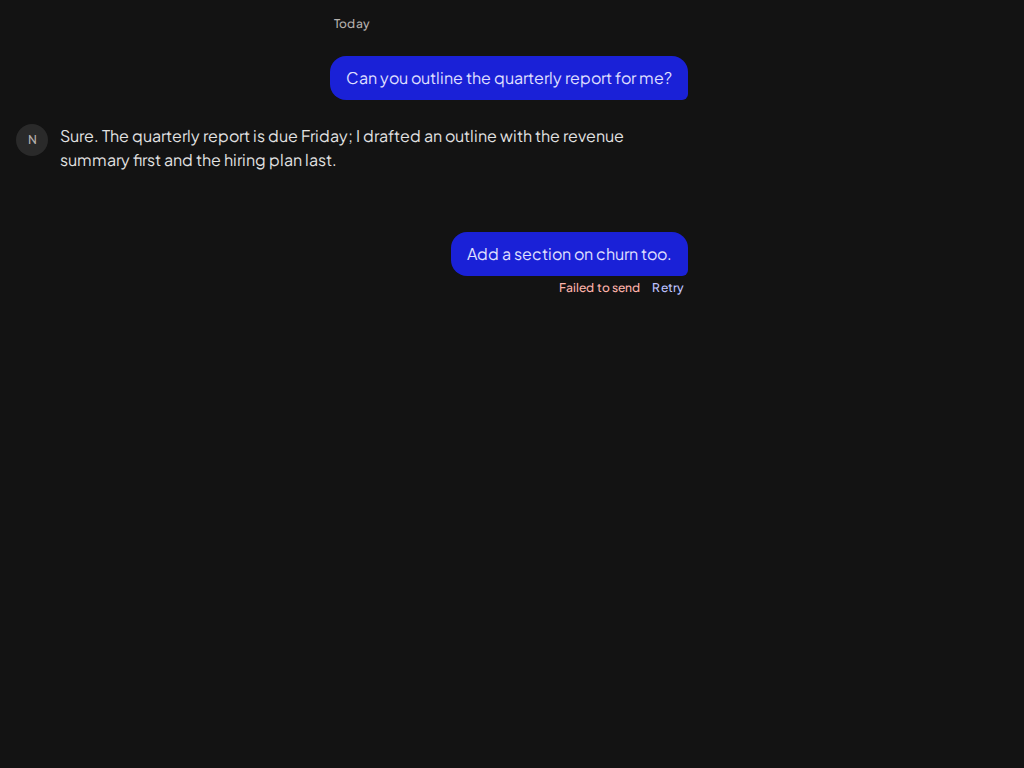 Today
Can you outline the quarterly report for me?
N
Sure. The quarterly report is due Friday; I drafted an outline with the revenue
summary first and the hiring plan last.
Add a section on churn too.
Failed to send Retry